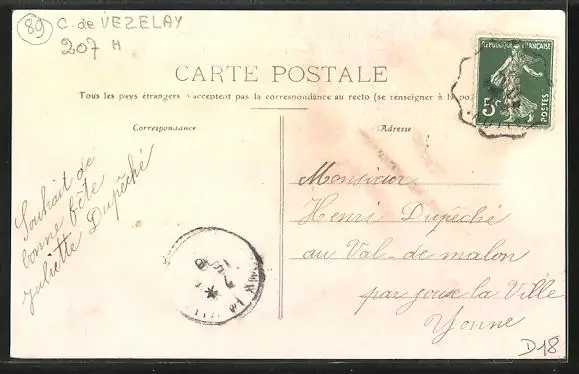 89 C. de VEZELAY
207 H
CARTE POSTALE
Tous les pays étrangers n'acceptent pas la correspondance au recto (se renseigner à la po
Correspondance
Adresse
REPUBLIQUE FRANÇAISE
5c
POSTES
Souhait de
bonne fête
Juliette Dupêché
Monsieur
Henri Dupêché
au Val-de-malon
par joux la Ville
Yonne
D18